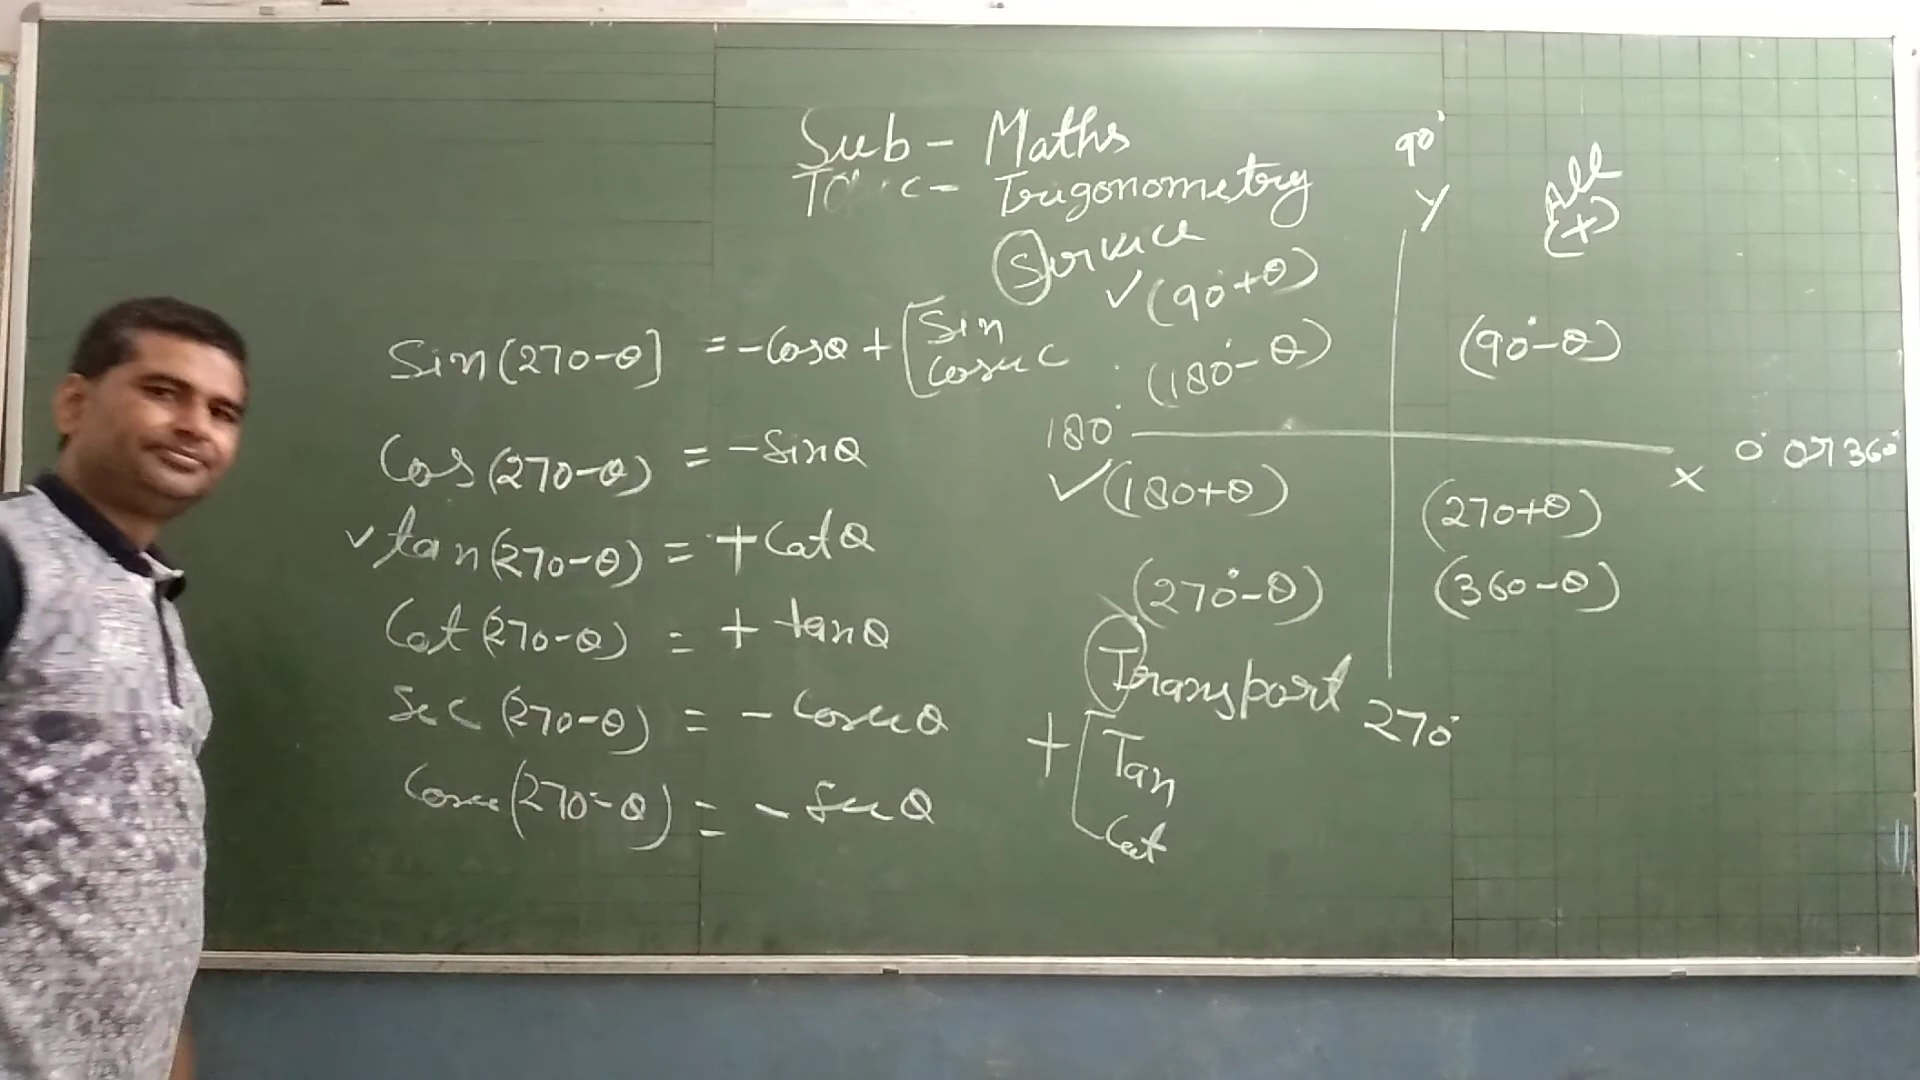 Sub - Maths
Trigonometry
Service
✓(90°+θ)
(180°-θ)
+ [Sin
Cosec
90°
Y
All
(+)
(90°-θ)
180°
0° or 360°
X
✓(180+θ)
(270°-θ)
(270+θ)
(360-θ)
Transport
270°
+ [Tan
Cot
Sin(270-θ] = -Cosθ
Cos(270-θ) = -Sinθ
✓tan(270-θ) = +Cotθ
Cot(270-θ) = +tanθ
Sec(270-θ) = -Cosecθ
Cosec(270-θ) = -Secθ